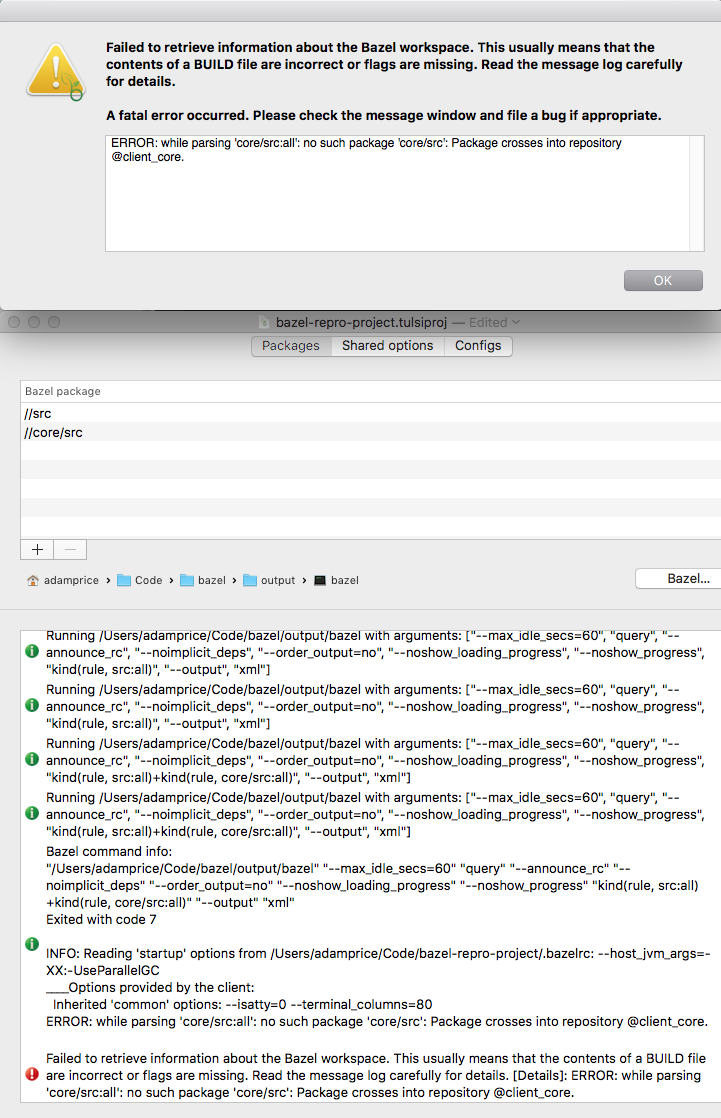 Failed to retrieve information about the Bazel workspace. This usually means that the
contents of a BUILD file are incorrect or flags are missing. Read the message log carefully
for details.
A fatal error occurred. Please check the message window and file a bug if appropriate.
ERROR: while parsing 'core/src:all': no such package 'core/src': Package crosses into repository
@client_core.
OK
bazel-repro-project.tulsiproj — Edited
Packages Shared options Configs
Bazel package
//src
//core/src
+ −
adamprice › Code › bazel › output › bazel
Bazel...
Running /Users/adamprice/Code/bazel/output/bazel with arguments: ["--max_idle_secs=60", "query", "--
announce_rc", "--noimplicit_deps", "--order_output=no", "--noshow_loading_progress", "--noshow_progress",
"kind(rule, src:all)", "--output", "xml"]
Running /Users/adamprice/Code/bazel/output/bazel with arguments: ["--max_idle_secs=60", "query", "--
announce_rc", "--noimplicit_deps", "--order_output=no", "--noshow_loading_progress", "--noshow_progress",
"kind(rule, src:all)", "--output", "xml"]
Running /Users/adamprice/Code/bazel/output/bazel with arguments: ["--max_idle_secs=60", "query", "--
announce_rc", "--noimplicit_deps", "--order_output=no", "--noshow_loading_progress", "--noshow_progress",
"kind(rule, src:all)+kind(rule, core/src:all)", "--output", "xml"]
Running /Users/adamprice/Code/bazel/output/bazel with arguments: ["--max_idle_secs=60", "query", "--
announce_rc", "--noimplicit_deps", "--order_output=no", "--noshow_loading_progress", "--noshow_progress",
"kind(rule, src:all)+kind(rule, core/src:all)", "--output", "xml"]
Bazel command info:
"/Users/adamprice/Code/bazel/output/bazel" "--max_idle_secs=60" "query" "--announce_rc" "--
noimplicit_deps" "--order_output=no" "--noshow_loading_progress" "--noshow_progress" "kind(rule, src:all)
+kind(rule, core/src:all)" "--output" "xml"
Exited with code 7
INFO: Reading 'startup' options from /Users/adamprice/Code/bazel-repro-project/.bazelrc: --host_jvm_args=-
XX:-UseParallelGC
____Options provided by the client:
Inherited 'common' options: --isatty=0 --terminal_columns=80
ERROR: while parsing 'core/src:all': no such package 'core/src': Package crosses into repository @client_core.
Failed to retrieve information about the Bazel workspace. This usually means that the contents of a BUILD file
are incorrect or flags are missing. Read the message log carefully for details. [Details]: ERROR: while parsing
'core/src:all': no such package 'core/src': Package crosses into repository @client_core.